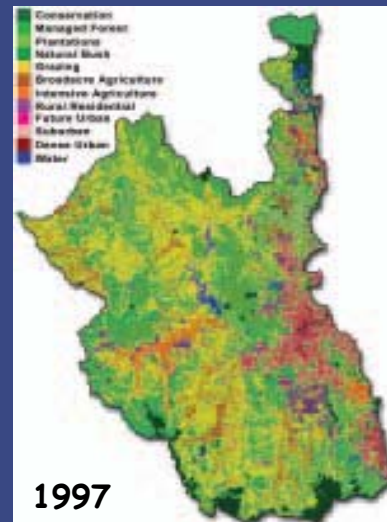 Conservation
Managed Forest
Plantations
Natural Bush
Grazing
Broadacre Agriculture
Intensive Agriculture
Rural Residential
Future Urban
Suburban
Dense Urban
Water
1997